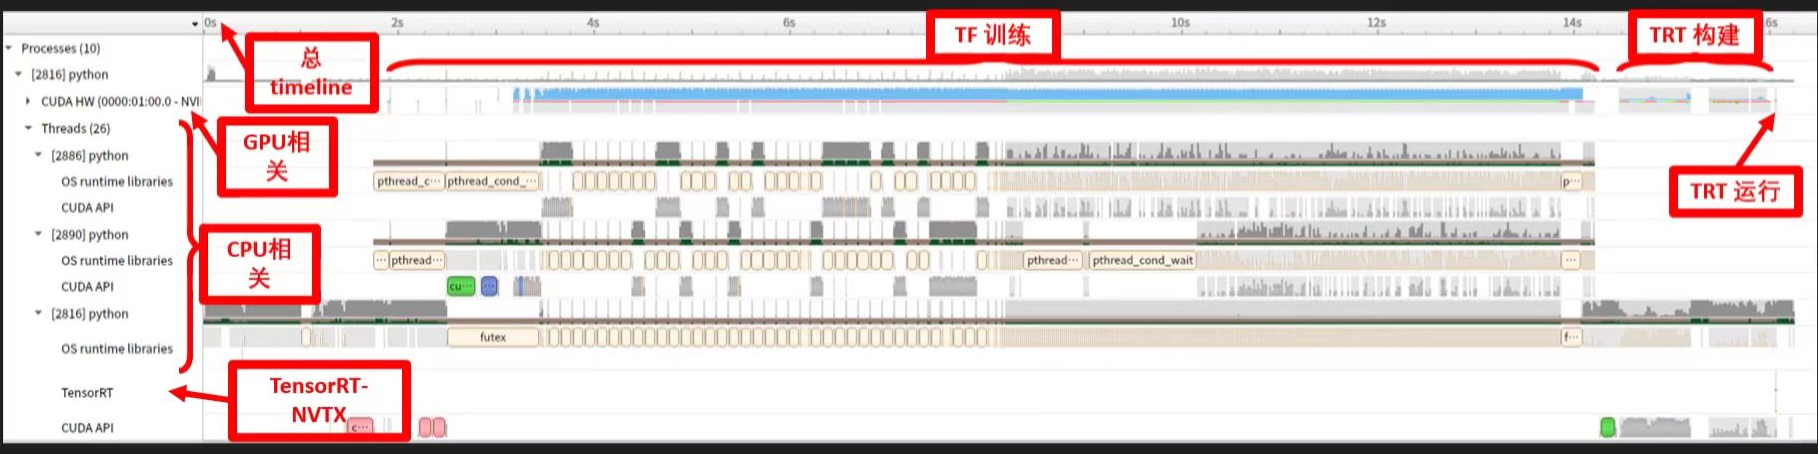 0s 2s 4s 6s 10s 12s 14s 6s
总
timeline
TF 训练
TRT 构建
Processes (10)
[2816] python
CUDA HW (0000:01:00.0 - NVI
Threads (26)
GPU相
关
[2886] python
OS runtime libraries
pthread_c··· pthread_cond_··· p···
TRT 运行
CUDA API
[2890] python
CPU相
关
OS runtime libraries
··· pthread··· pthread··· pthread_cond_wait ···
CUDA API
cu··· ···
[2816] python
OS runtime libraries
futex f···
TensorRT
TensorRT-
NVTX
CUDA API
c···